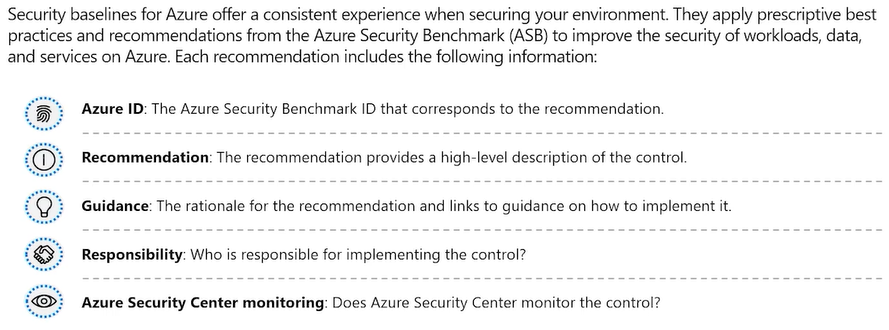 Security baselines for Azure offer a consistent experience when securing your environment. They apply prescriptive best
practices and recommendations from the Azure Security Benchmark (ASB) to improve the security of workloads, data,
and services on Azure. Each recommendation includes the following information:
Azure ID: The Azure Security Benchmark ID that corresponds to the recommendation.
Recommendation: The recommendation provides a high-level description of the control.
Guidance: The rationale for the recommendation and links to guidance on how to implement it.
Responsibility: Who is responsible for implementing the control?
Azure Security Center monitoring: Does Azure Security Center monitor the control?